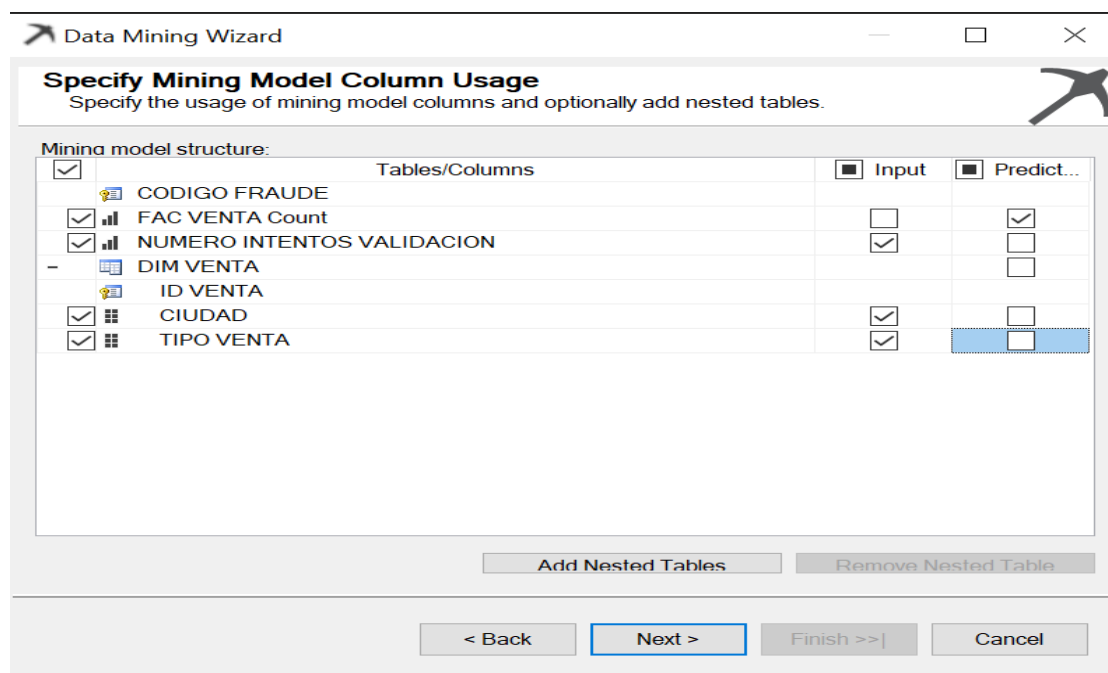 Data Mining Wizard
Specify Mining Model Column Usage
Specify the usage of mining model columns and optionally add nested tables.
Mining model structure:
Tables/Columns Input Predict...
CODIGO FRAUDE
FAC VENTA Count
NUMERO INTENTOS VALIDACION
DIM VENTA
ID VENTA
CIUDAD
TIPO VENTA
Add Nested Tables Remove Nested Table
< Back Next > Finish >>| Cancel